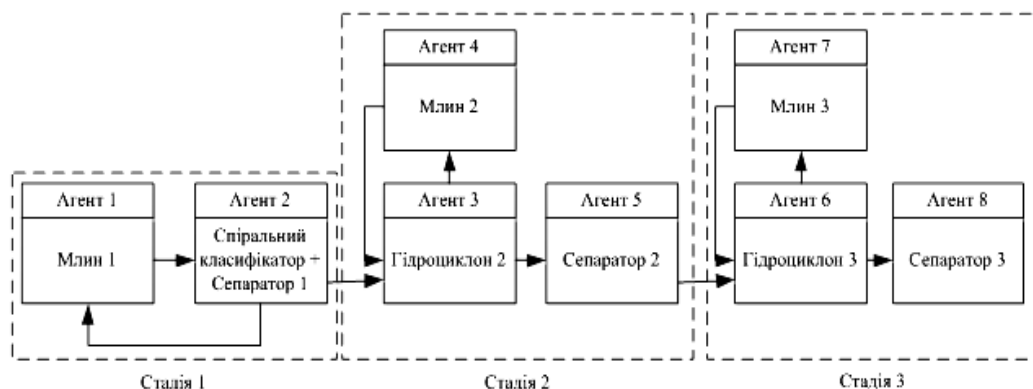 Агент 4
Млин 2
Агент 7
Млин 3
Агент 1
Млин 1
Агент 2
Спіральний
класифікатор +
Сепаратор 1
Агент 3
Гідроциклон 2
Агент 5
Сепаратор 2
Агент 6
Гідроциклон 3
Агент 8
Сепаратор 3
Стадія 1
Стадія 2
Стадія 3